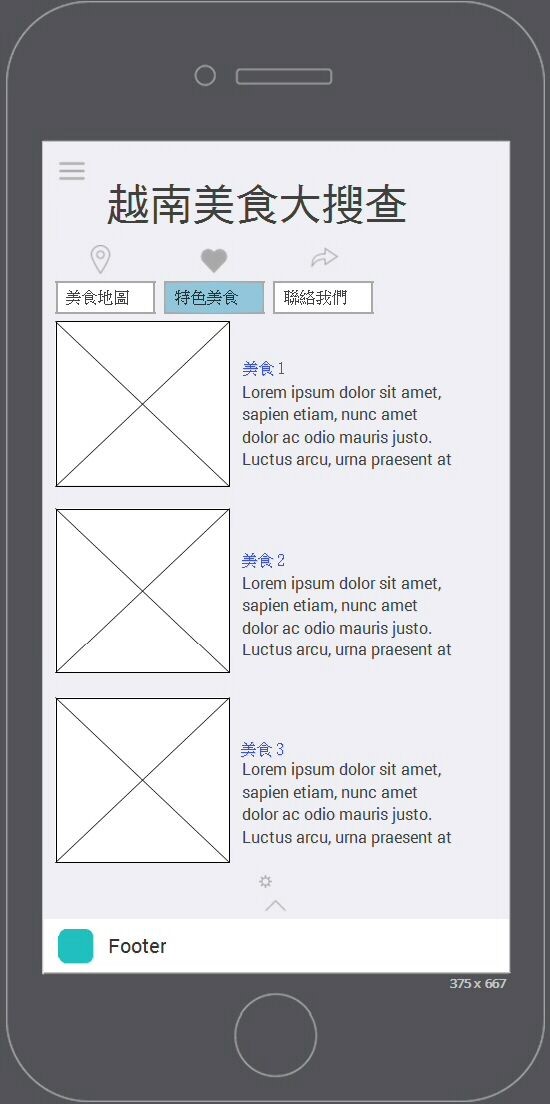 越南美食大搜查
美食地圖
特色美食
聯絡我們
美食1
Lorem ipsum dolor sit amet,
sapien etiam, nunc amet
dolor ac odio mauris justo.
Luctus arcu, urna praesent at
美食2
Lorem ipsum dolor sit amet,
sapien etiam, nunc amet
dolor ac odio mauris justo.
Luctus arcu, urna praesent at
美食3
Lorem ipsum dolor sit amet,
sapien etiam, nunc amet
dolor ac odio mauris justo.
Luctus arcu, urna praesent at
Footer
375 x 667